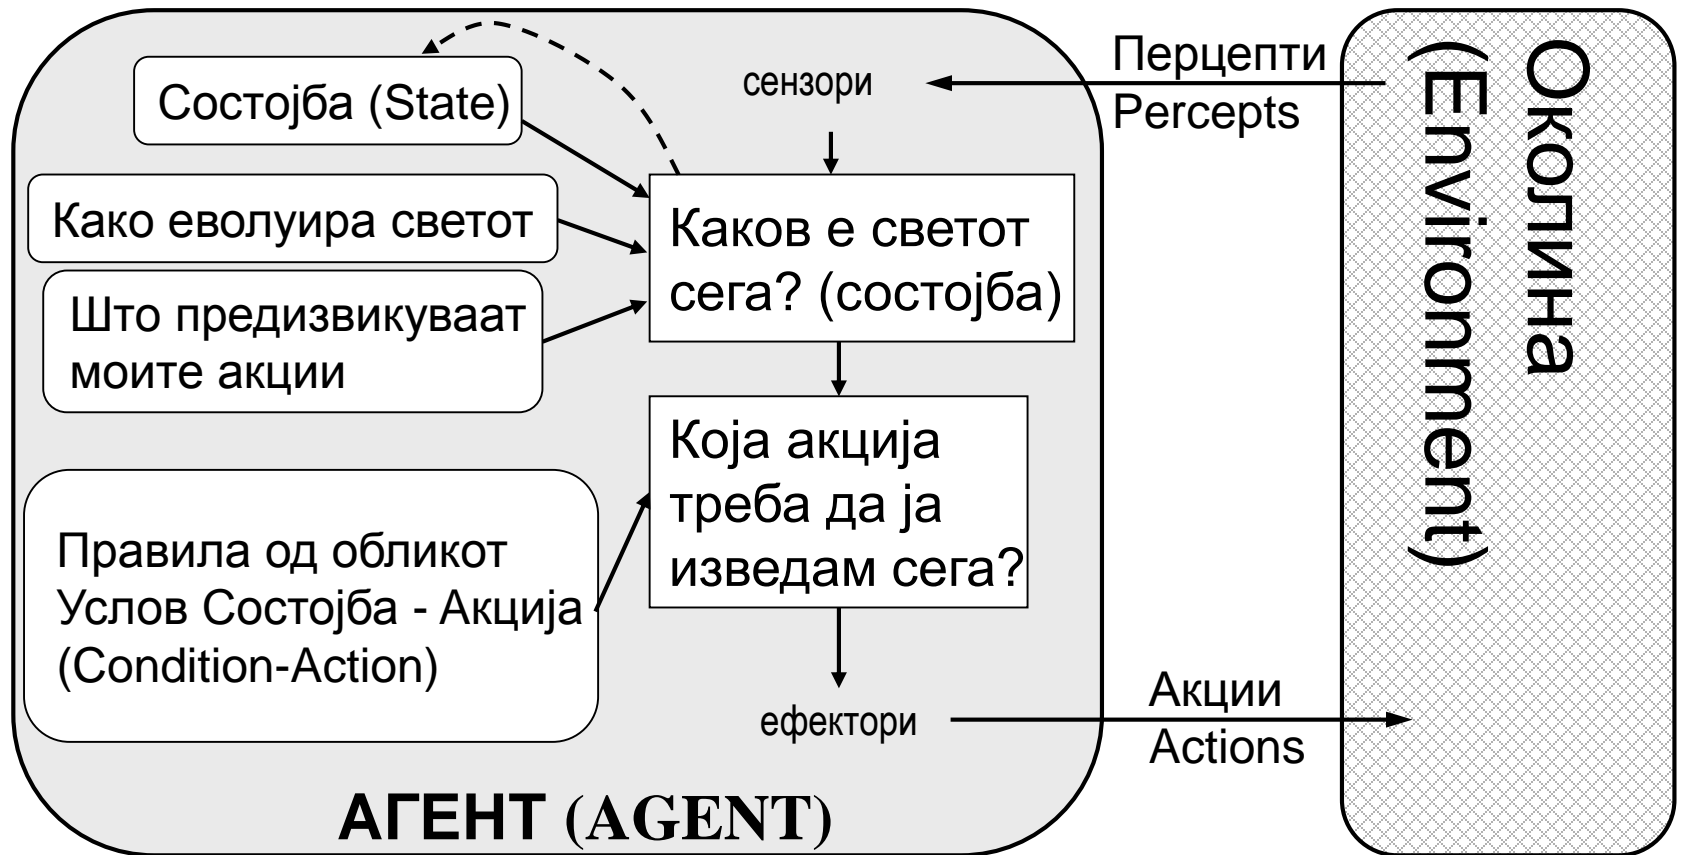 Состојба (State)
сензори
Перцепти
Percepts
Како еволуира светот
Каков е светот
сега? (состојба)
Што предизвикуваат
моите акции
Која акција
треба да ја
изведам сега?
Правила од обликот
Услов Состојба - Акција
(Condition-Action)
ефектори
Акции
Actions
АГЕНТ (AGENT)
Околина
(Environment)